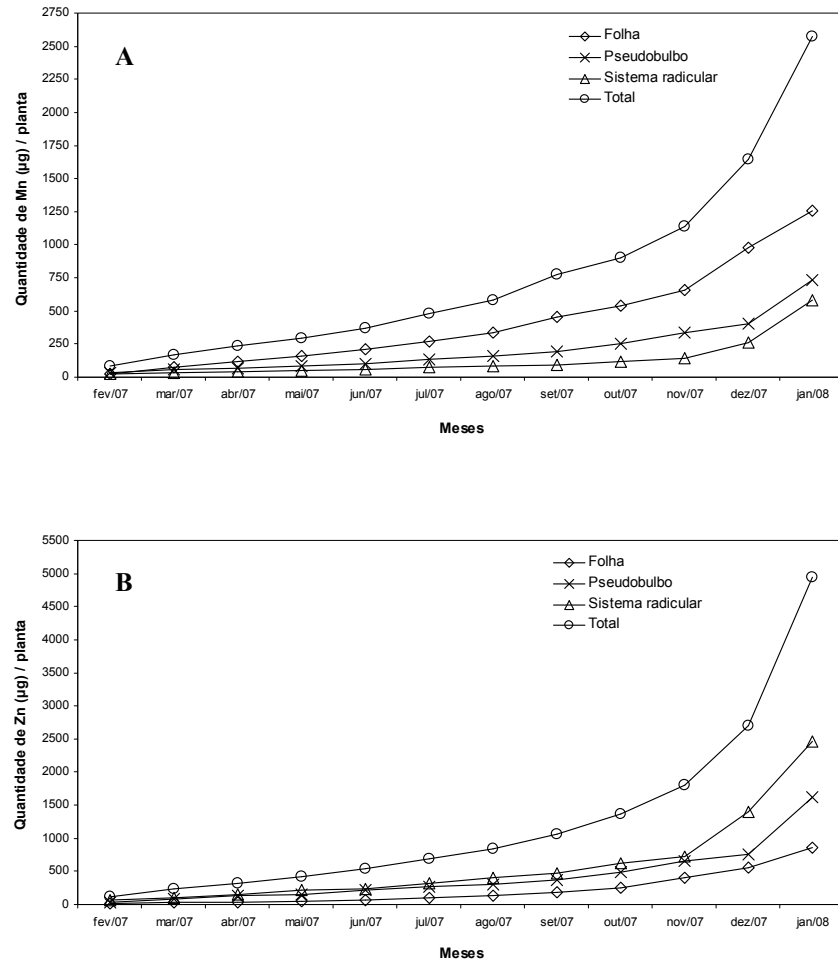 A
Quantidade de Mn (µg) / planta
2750
2500
2250
2000
1750
1500
1250
1000
750
500
250
0
Folha
Pseudobulbo
Sistema radicular
Total
fev/07 mar/07 abr/07 mai/07 jun/07 jul/07 ago/07 set/07 out/07 nov/07 dez/07 jan/08
Meses
B
Quantidade de Zn (µg) / planta
5500
5000
4500
4000
3500
3000
2500
2000
1500
1000
500
0
Folha
Pseudobulbo
Sistema radicular
Total
fev/07 mar/07 abr/07 mai/07 jun/07 jul/07 ago/07 set/07 out/07 nov/07 dez/07 jan/08
Meses